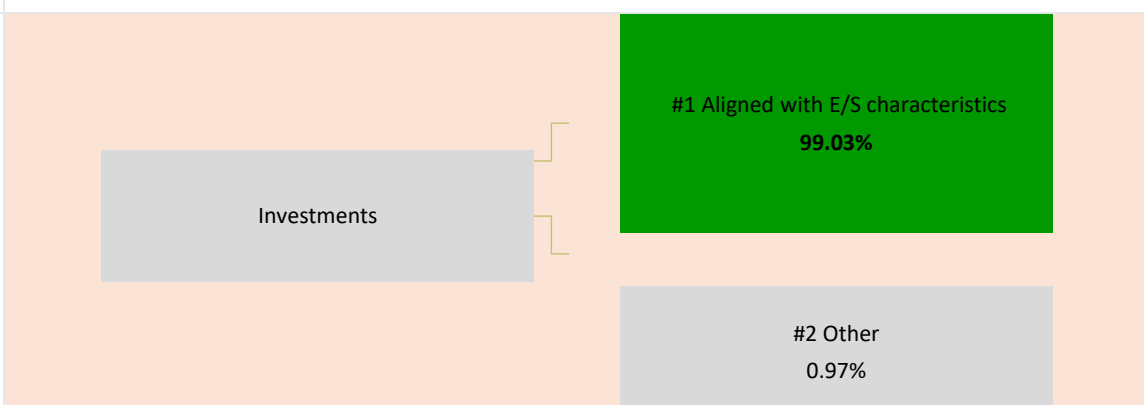 #1 Aligned with E/S characteristics
99.03%
Investments
#2 Other
0.97%